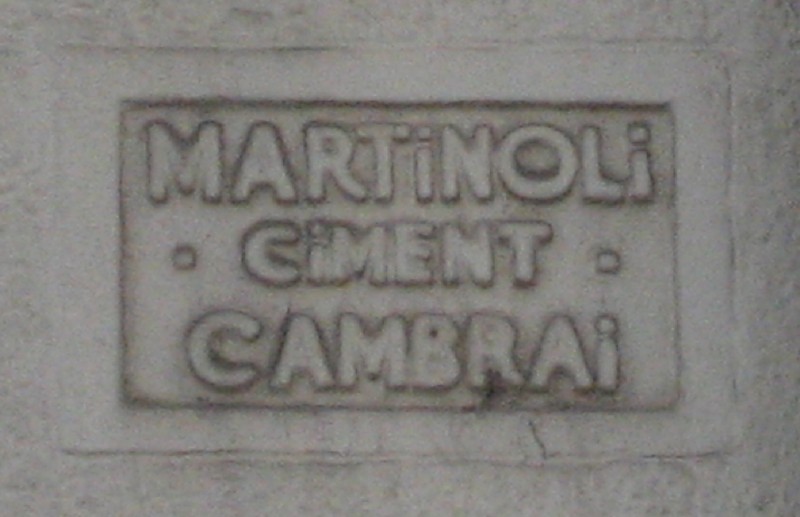 MARTiNOLi
· CiMENT ·
CAMBRAi